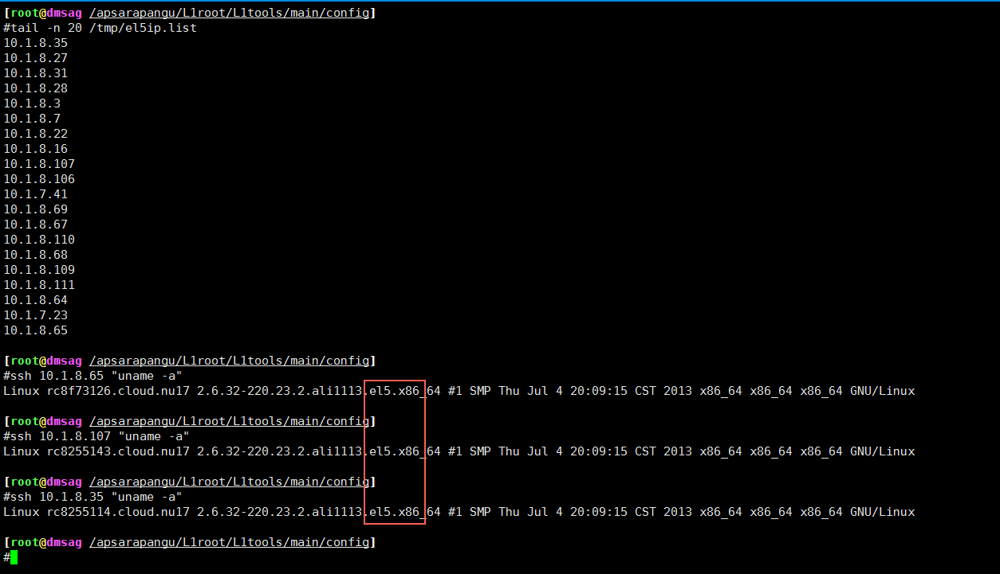 [root@dmsag /apsarapangu/L1root/L1tools/main/config]
#tail -n 20 /tmp/el5ip.list
10.1.8.35
10.1.8.27
10.1.8.31
10.1.8.28
10.1.8.3
10.1.8.7
10.1.8.22
10.1.8.16
10.1.8.107
10.1.8.106
10.1.7.41
10.1.8.69
10.1.8.67
10.1.8.110
10.1.8.68
10.1.8.109
10.1.8.111
10.1.8.64
10.1.7.23
10.1.8.65
[root@dmsag /apsarapangu/L1root/L1tools/main/config]
#ssh 10.1.8.65 "uname -a"
Linux rc8f73126.cloud.nu17 2.6.32-220.23.2.ali1113.el5.x86_64 #1 SMP Thu Jul 4 20:09:15 CST 2013 x86_64 x86_64 x86_64 GNU/Linux
[root@dmsag /apsarapangu/L1root/L1tools/main/config]
#ssh 10.1.8.107 "uname -a"
Linux rc8255143.cloud.nu17 2.6.32-220.23.2.ali1113.el5.x86_64 #1 SMP Thu Jul 4 20:09:15 CST 2013 x86_64 x86_64 x86_64 GNU/Linux
[root@dmsag /apsarapangu/L1root/L1tools/main/config]
#ssh 10.1.8.35 "uname -a"
Linux rc8255114.cloud.nu17 2.6.32-220.23.2.ali1113.el5.x86_64 #1 SMP Thu Jul 4 20:09:15 CST 2013 x86_64 x86_64 x86_64 GNU/Linux
[root@dmsag /apsarapangu/L1root/L1tools/main/config]
#